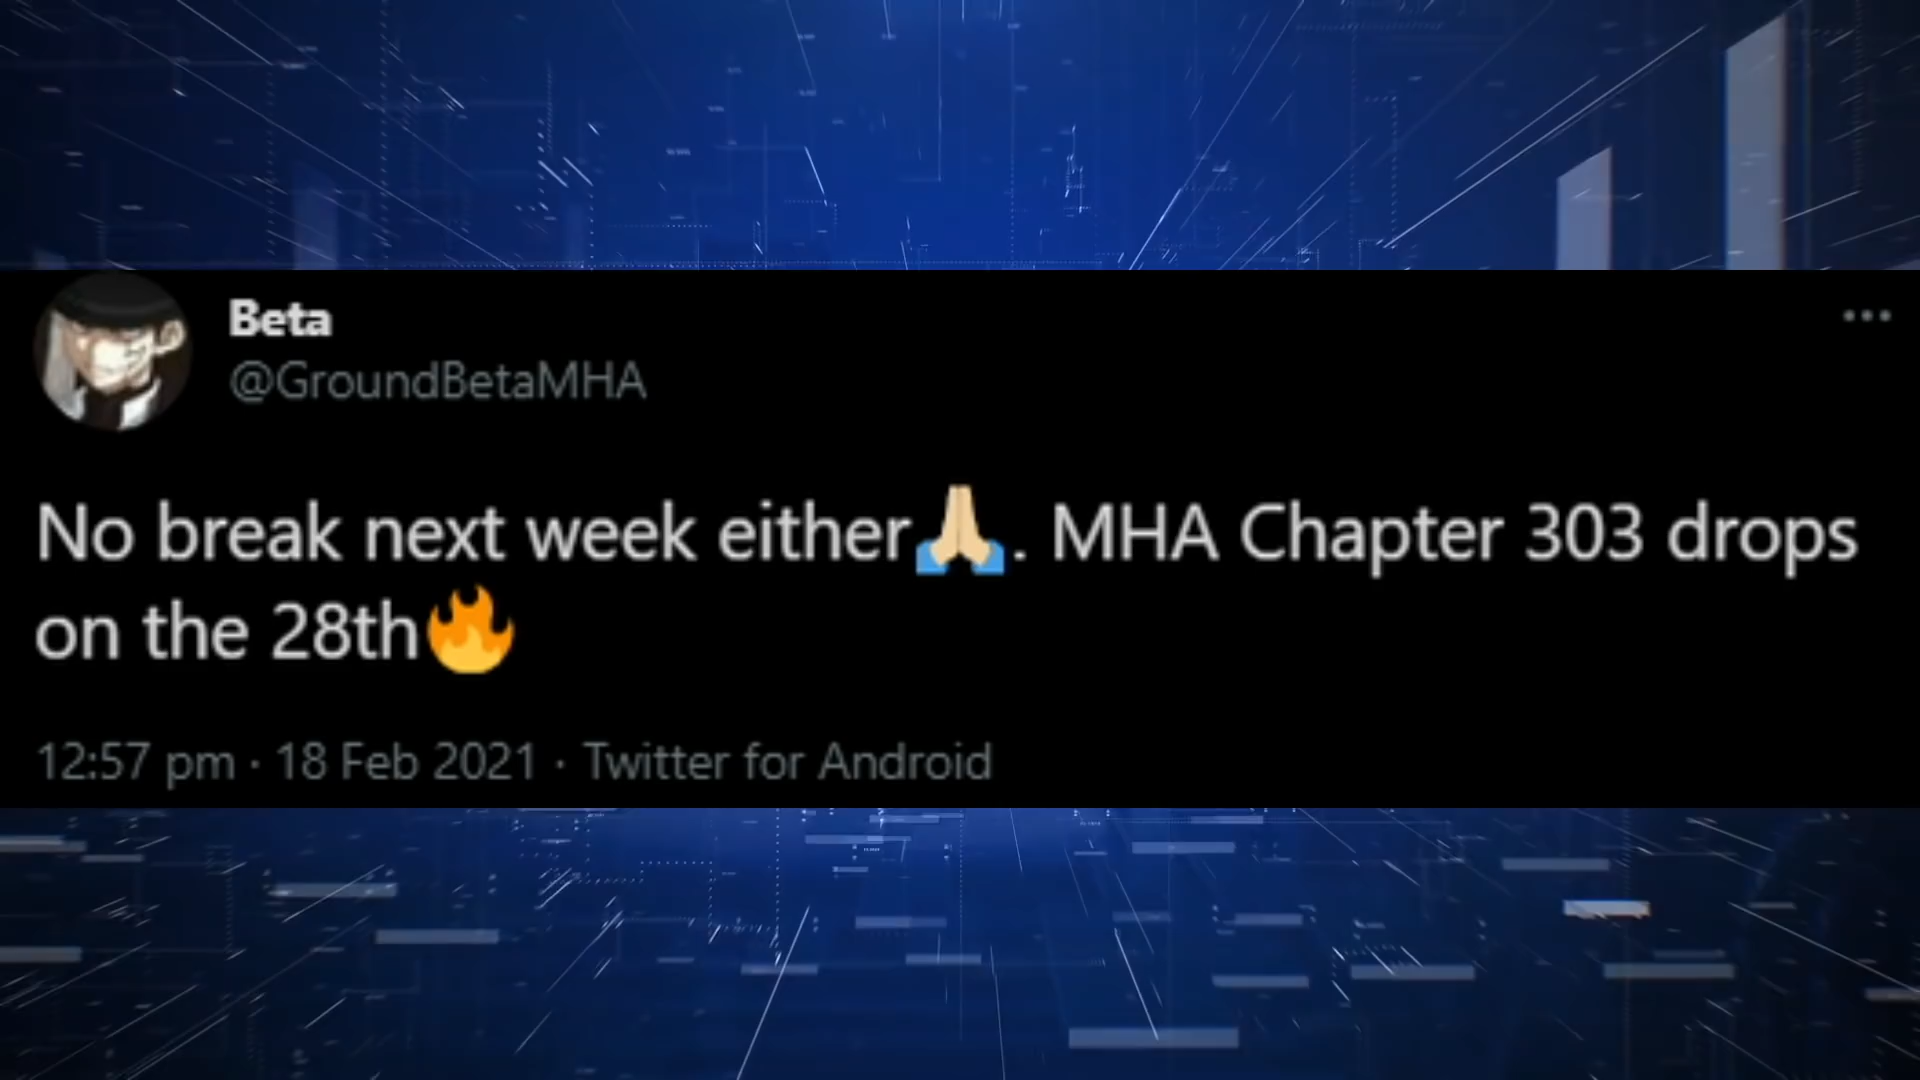 Beta
@GroundBetaMHA
No break next week either🙏🏻. MHA Chapter 303 drops
on the 28th🔥
12:57 pm · 18 Feb 2021 · Twitter for Android